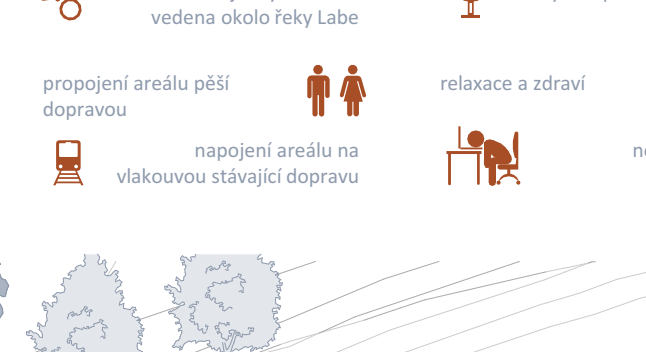 vedena okolo řeky Labe
propojení areálu pěší
dopravou
relaxace a zdraví
napojení areálu na
vlakouvou stávající dopravu